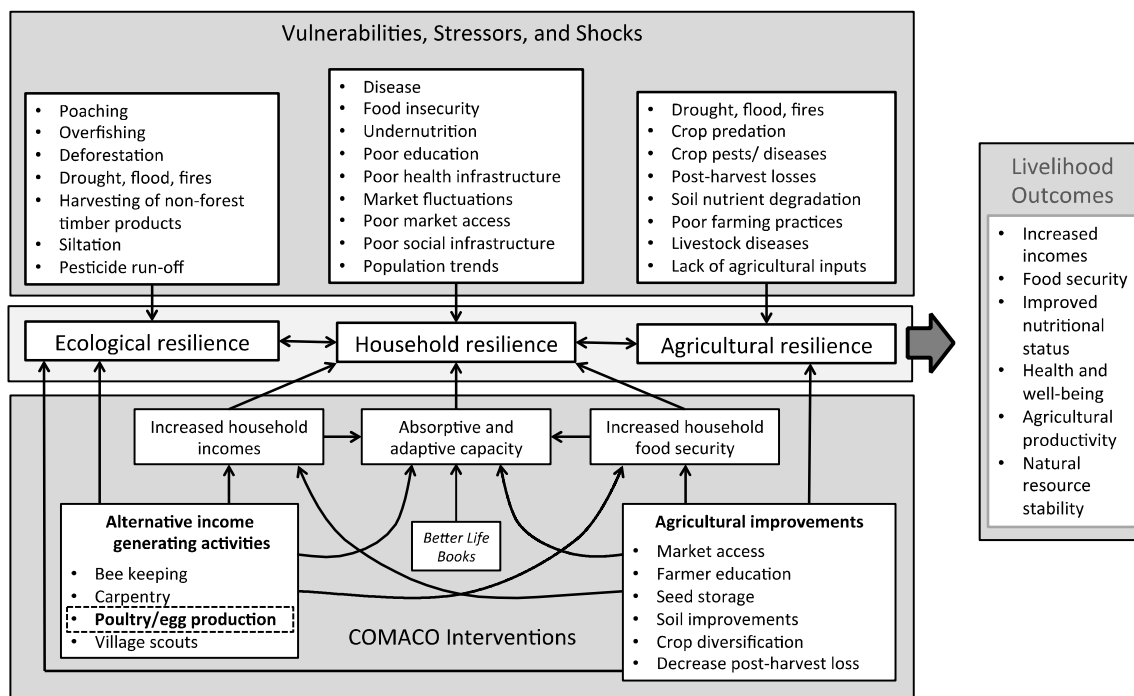 Vulnerabilities, Stressors, and Shocks
• Poaching
• Overfishing
• Deforestation
• Drought, flood, fires
• Harvesting of non-forest
timber products
• Siltation
• Pesticide run-off
• Disease
• Food insecurity
• Undernutrition
• Poor education
• Poor health infrastructure
• Market fluctuations
• Poor market access
• Poor social infrastructure
• Population trends
• Drought, flood, fires
• Crop predation
• Crop pests/ diseases
• Post-harvest losses
• Soil nutrient degradation
• Poor farming practices
• Livestock diseases
• Lack of agricultural inputs
Ecological resilience
Household resilience
Agricultural resilience
Increased household
incomes
Absorptive and
adaptive capacity
Increased household
food security
Alternative income
generating activities
• Bee keeping
• Carpentry
• Poultry/egg production
• Village scouts
Better Life
Books
Agricultural improvements
• Market access
• Farmer education
• Seed storage
• Soil improvements
• Crop diversification
• Decrease post-harvest loss
COMACO Interventions
Livelihood
Outcomes
• Increased
incomes
• Food security
• Improved
nutritional
status
• Health and
well-being
• Agricultural
productivity
• Natural
resource
stability